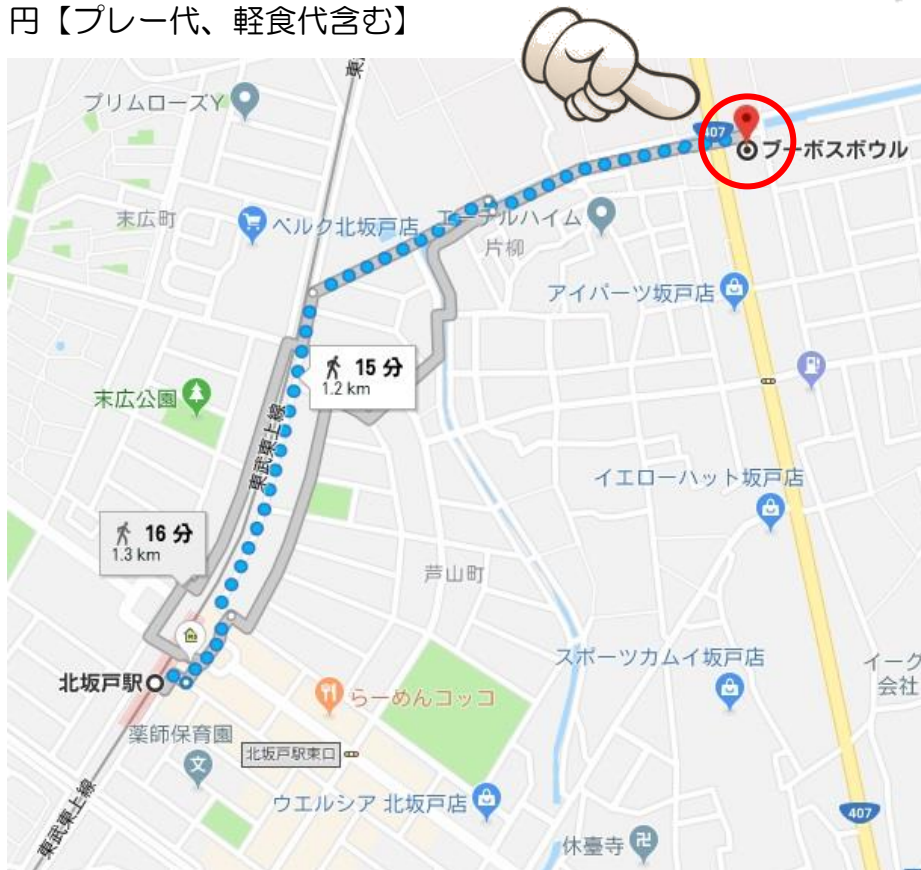 円【プレー代、軽食代含む】
プリムローズY
東
407
ブーボスボウル
末広町
ベルク北坂戸店
エーデルハイム
片柳
アイパーツ坂戸店
15 分
1.2 km
末広公園
東武東上線
イエローハット坂戸店
16 分
1.3 km
芦山町
スポーツカムイ坂戸店
イーグ
会社
北坂戸駅
らーめんコッコ
薬師保育園
文
北坂戸駅東口
ウエルシア 北坂戸店
407
東武東上線
休臺寺